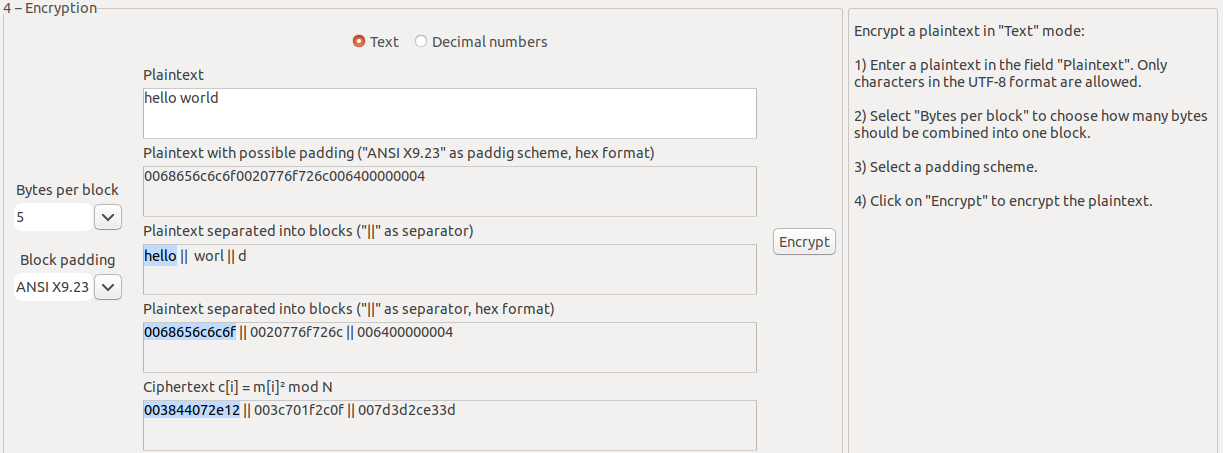 4 – Encryption
Text
Decimal numbers
Plaintext
hello world
Plaintext with possible padding ("ANSI X9.23" as paddig scheme, hex format)
0068656c6c6f0020776f726c006400000004
Bytes per block
5
Block padding
ANSI X9.23
Plaintext separated into blocks ("||" as separator)
hello || worl || d
Plaintext separated into blocks ("||" as separator, hex format)
0068656c6c6f || 0020776f726c || 006400000004
Ciphertext c[i] = m[i]² mod N
003844072e12 || 003c701f2c0f || 007d3d2ce33d
Encrypt
Encrypt a plaintext in "Text" mode:
1) Enter a plaintext in the field "Plaintext". Only
characters in the UTF-8 format are allowed.
2) Select "Bytes per block" to choose how many bytes
should be combined into one block.
3) Select a padding scheme.
4) Click on "Encrypt" to encrypt the plaintext.